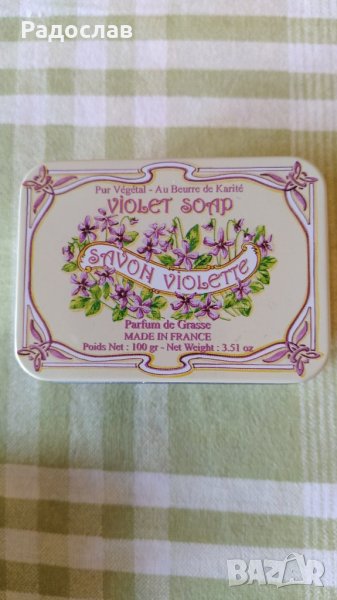 Радослав
Pur Végétal - Au Beurre de Karité
VIOLET SOAP
SAVON VIOLETTE
Parfum de Grasse
MADE IN FRANCE
Poids Net : 100 gr - Net Weight : 3.51 oz
BAZAR